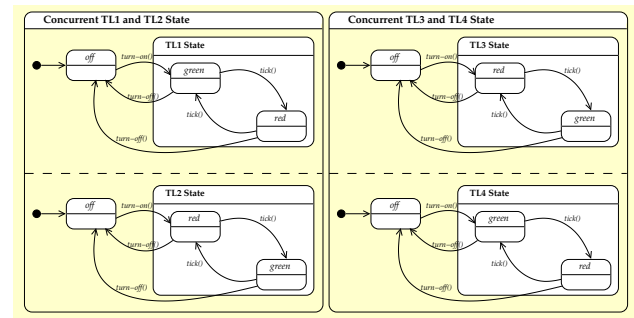 Concurrent TL1 and TL2 State
TL1 State
off
turn-on()
green
tick()
turn-off()
tick()
red
turn-off()
TL2 State
off
turn-on()
red
tick()
turn-off()
tick()
green
turn-off()
Concurrent TL3 and TL4 State
TL3 State
off
turn-on()
red
tick()
turn-off()
tick()
green
turn-off()
TL4 State
off
turn-on()
green
tick()
turn-off()
tick()
red
turn-off()